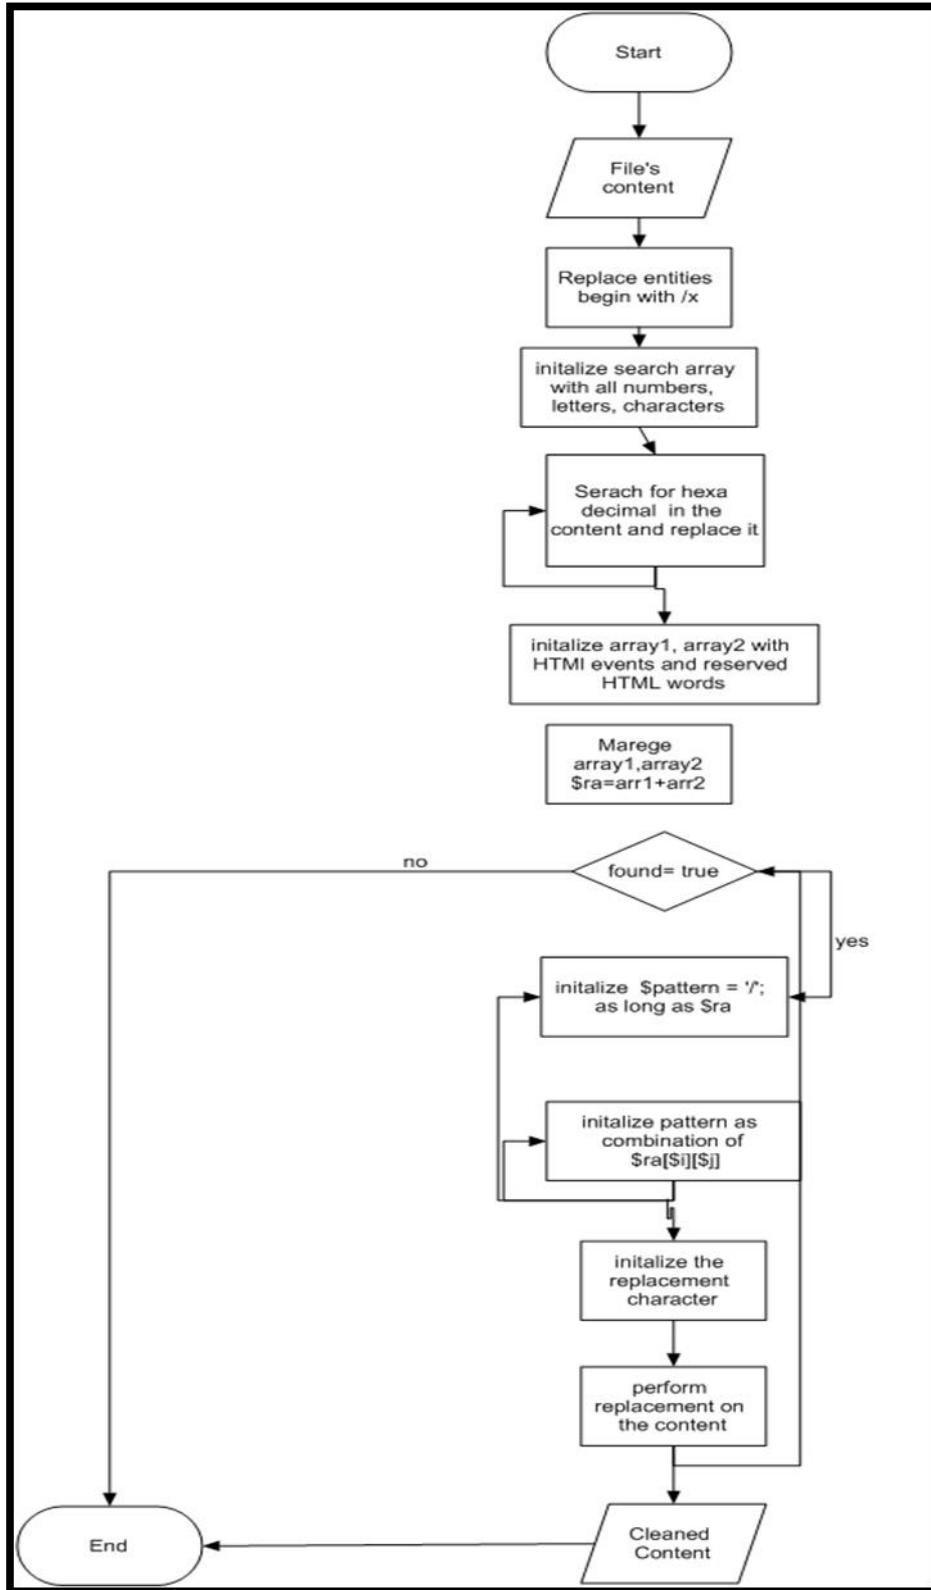 Start
File's
content
Replace entities
begin with /x
initalize search array
with all numbers,
letters, characters
Serach for hexa
decimal in the
content and replace it
initalize array1, array2 with
HTMl events and reserved
HTML words
Marege
array1,array2
$ra=arr1+arr2
no
found= true
yes
initalize $pattern = '/';
as long as $ra
initalize pattern as
combination of
$ra[$i][$j]
initalize the
replacement
character
perform
replacement on
the content
Cleaned
Content
End